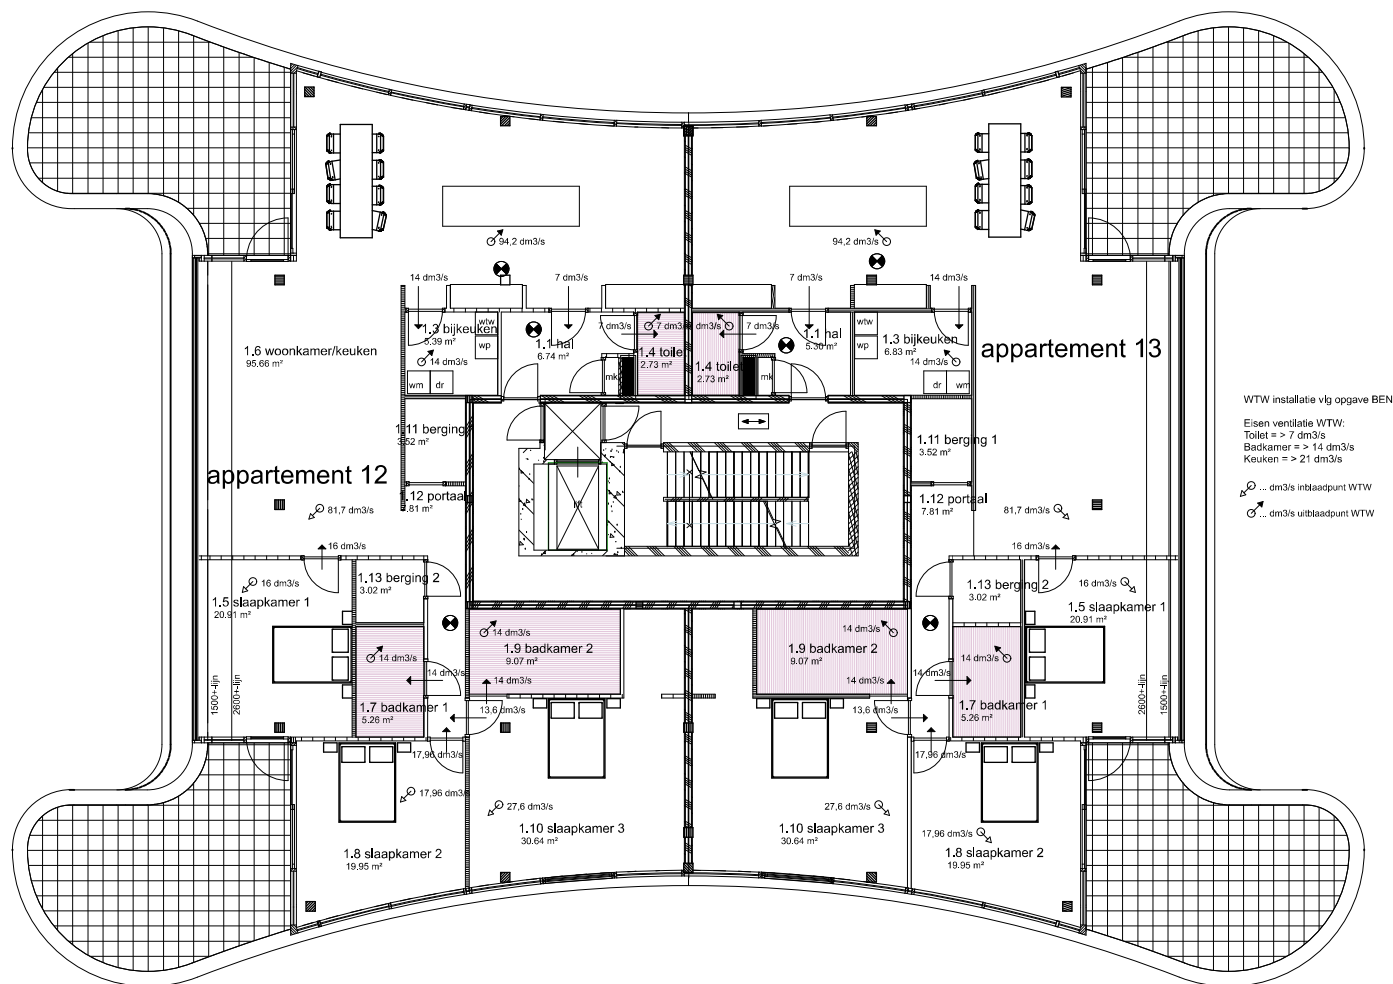 94,2 dm3/s
94,2 dm3/s
14 dm3/s
7 dm3/s
7 dm3/s
14 dm3/s
1.6 woonkamer/keuken
95.66 m²
1.3 bijkeuken
5.39 m²
wtw
wp
14 dm3/s
wm
dr
1.1 hal
6.74 m²
7 dm3/s
7 dm3/s
1.4 toilet
2.73 m²
mk
dm3/s
7 dm3/s
1.4 toilet
2.73 m²
mk
1.1 hal
5.30 m²
wtw
wp
1.3 bijkeuken
6.83 m²
14 dm3/s
dr
wm
appartement 13
WTW installatie vlg opgave BEN
Eisen ventilatie WTW:
Toilet = > 7 dm3/s
Badkamer = > 14 dm3/s
Keuken = > 21 dm3/s
... dm3/s inblaadpunt WTW
... dm3/s uitblaadpunt WTW
1.11 berging
3.52 m²
1.11 berging 1
3.52 m²
appartement 12
1.12 portaal
7.81 m²
1.12 portaal
7.81 m²
81,7 dm3/s
81,7 dm3/s
16 dm3/s
16 dm3/s
16 dm3/s
1.13 berging 2
3.02 m²
1.13 berging 2
3.02 m²
16 dm3/s
1.5 slaapkamer 1
20.91 m²
1.5 slaapkamer 1
20.91 m²
14 dm3/s
1.9 badkamer 2
9.07 m²
14 dm3/s
1.9 badkamer 2
9.07 m²
14 dm3/s
14 dm3/s
14 dm3/s
14 dm3/s
14 dm3/s
14 dm3/s
1500+-lijn
2600+-lijn
2600+-lijn
1500+-lijn
1.7 badkamer 1
5.26 m²
13,6 dm3/s
13,6 dm3/s
1.7 badkamer 1
5.26 m²
17,96 dm3/s
17,96 dm3/s
17,96 dm3/s
27,6 dm3/s
27,6 dm3/s
17,96 dm3/s
1.10 slaapkamer 3
30.64 m²
1.10 slaapkamer 3
30.64 m²
1.8 slaapkamer 2
19.95 m²
1.8 slaapkamer 2
19.95 m²